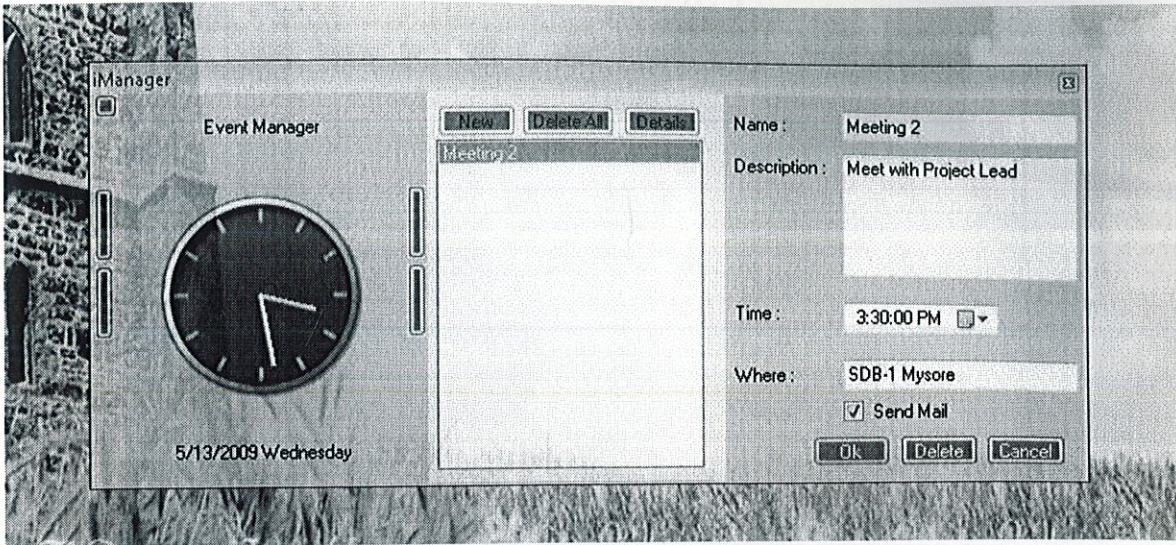 iManager
Event Manager
5/13/2009 Wednesday
New Delete All Details
Meeting 2
Name : Meeting 2
Description : Meet with Project Lead
Time : 3:30:00 PM
Where : SDB-1 Mysore
Send Mail
Ok Delete Cancel